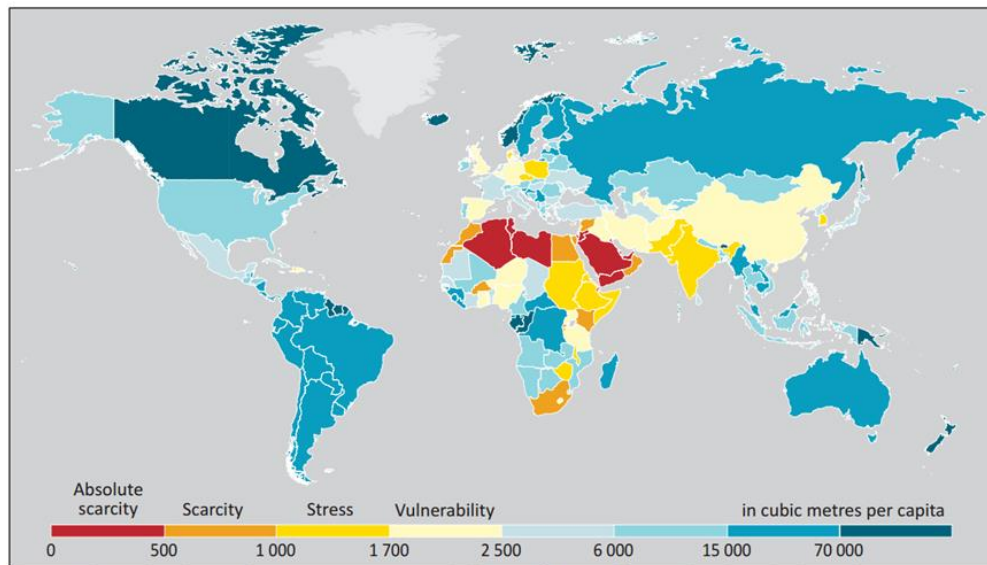 Absolute
scarcity
Scarcity
Stress
Vulnerability
in cubic metres per capita
0
500
1 000
1 700
2 500
6 000
15 000
70 000